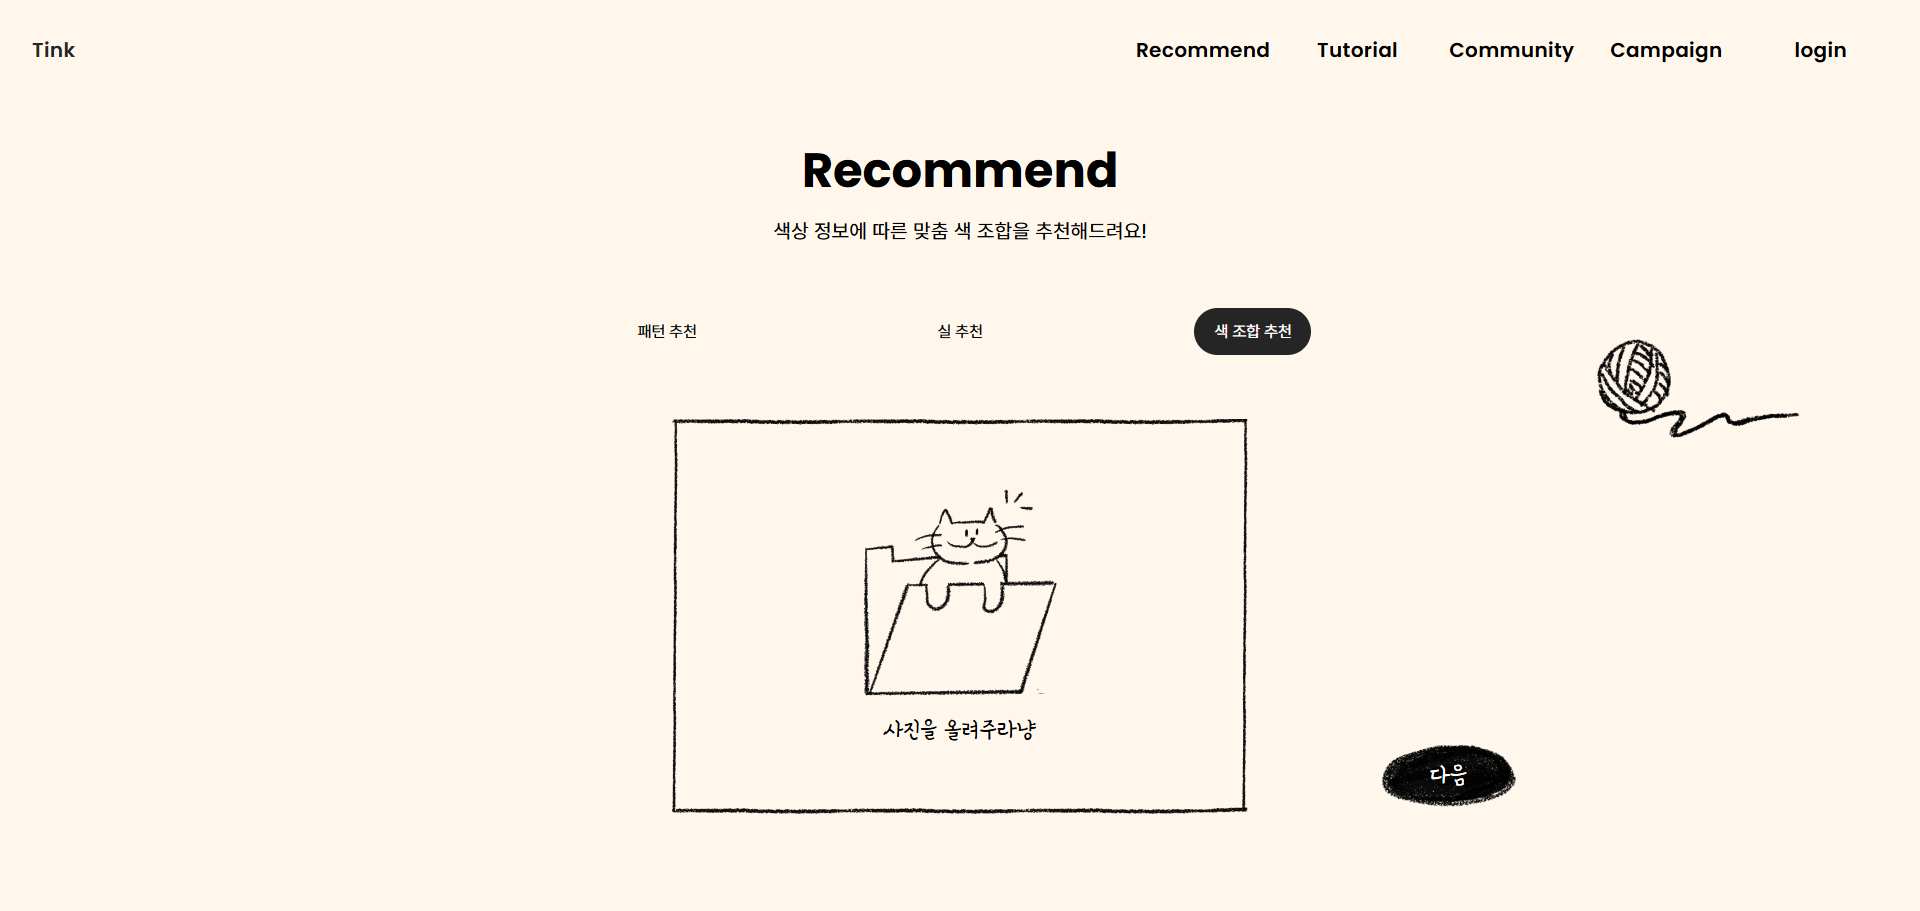 Tink Recommend Tutorial Community Campaign login
Recommend
색상 정보에 따른 맞춤 색 조합을 추천해드려요!
패턴 추천 실 추천 색 조합 추천
사진을 올려주라냥
다음